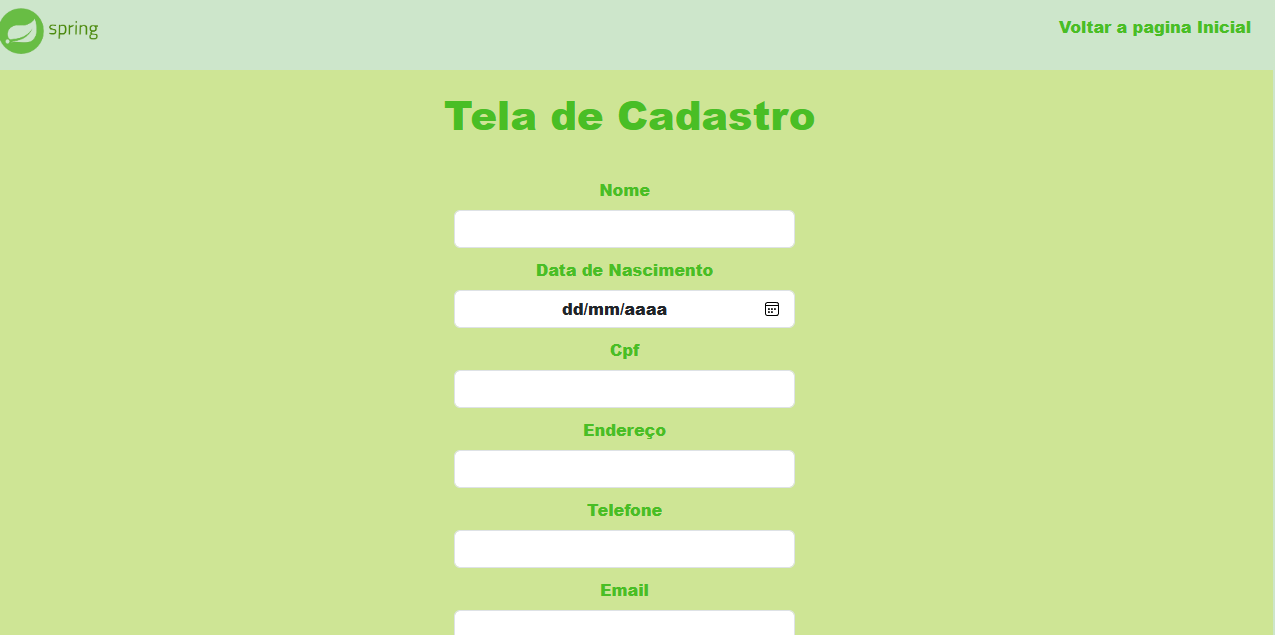 spring
Voltar a pagina Inicial
Tela de Cadastro
Nome
Data de Nascimento
dd/mm/aaaa
Cpf
Endereço
Telefone
Email